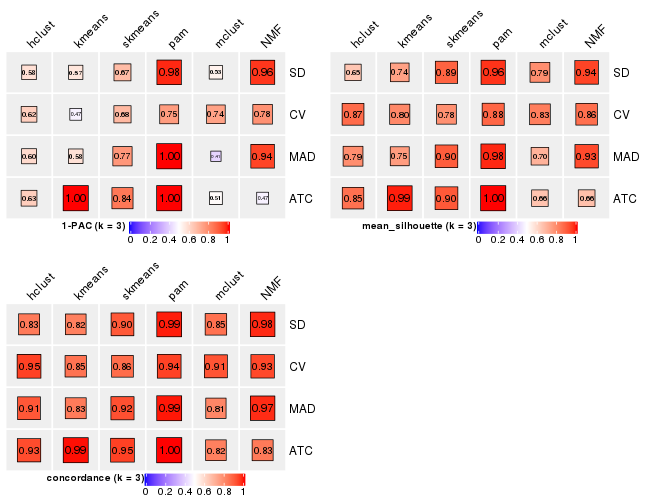 hclust kmeans skmeans pam mclust NMF
0.58 0.57 0.67 0.98 0.53 0.96 SD
0.62 0.47 0.68 0.75 0.74 0.78 CV
0.60 0.58 0.77 1.00 0.41 0.94 MAD
0.63 1.00 0.84 1.00 0.51 0.47 ATC
1-PAC (k = 3)
0 0.2 0.4 0.6 0.8 1
hclust kmeans skmeans pam mclust NMF
0.65 0.74 0.89 0.96 0.79 0.94 SD
0.87 0.80 0.78 0.88 0.83 0.86 CV
0.79 0.75 0.90 0.98 0.70 0.93 MAD
0.85 0.99 0.90 1.00 0.66 0.66 ATC
mean_silhouette (k = 3)
0 0.2 0.4 0.6 0.8 1
hclust kmeans skmeans pam mclust NMF
0.83 0.82 0.90 0.99 0.85 0.98 SD
0.95 0.85 0.86 0.94 0.91 0.93 CV
0.91 0.83 0.92 0.99 0.81 0.97 MAD
0.93 0.99 0.95 1.00 0.82 0.83 ATC
concordance (k = 3)
0 0.2 0.4 0.6 0.8 1